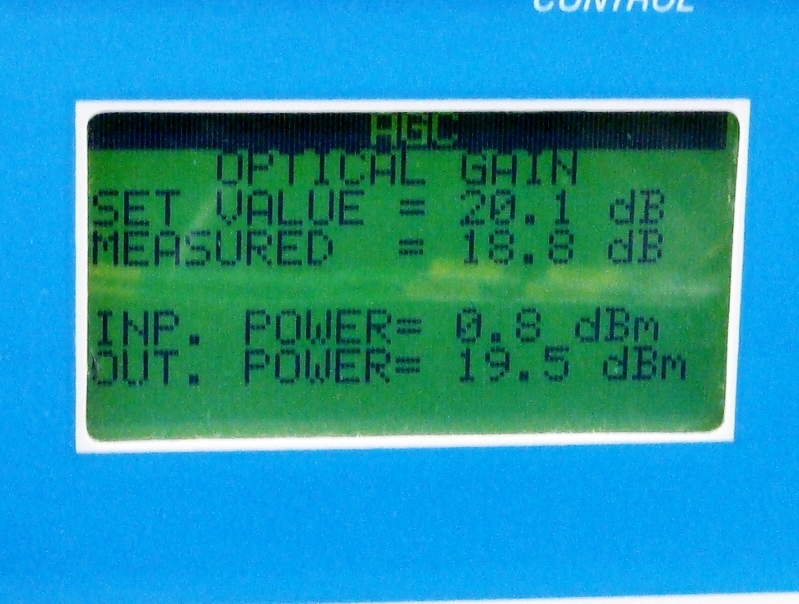 CONTROL
AGC
OPTICAL GAIN
SET VALUE = 20.1 dB
MEASURED = 18.8 dB
INP. POWER= 0.8 dBm
OUT. POWER= 19.5 dBm